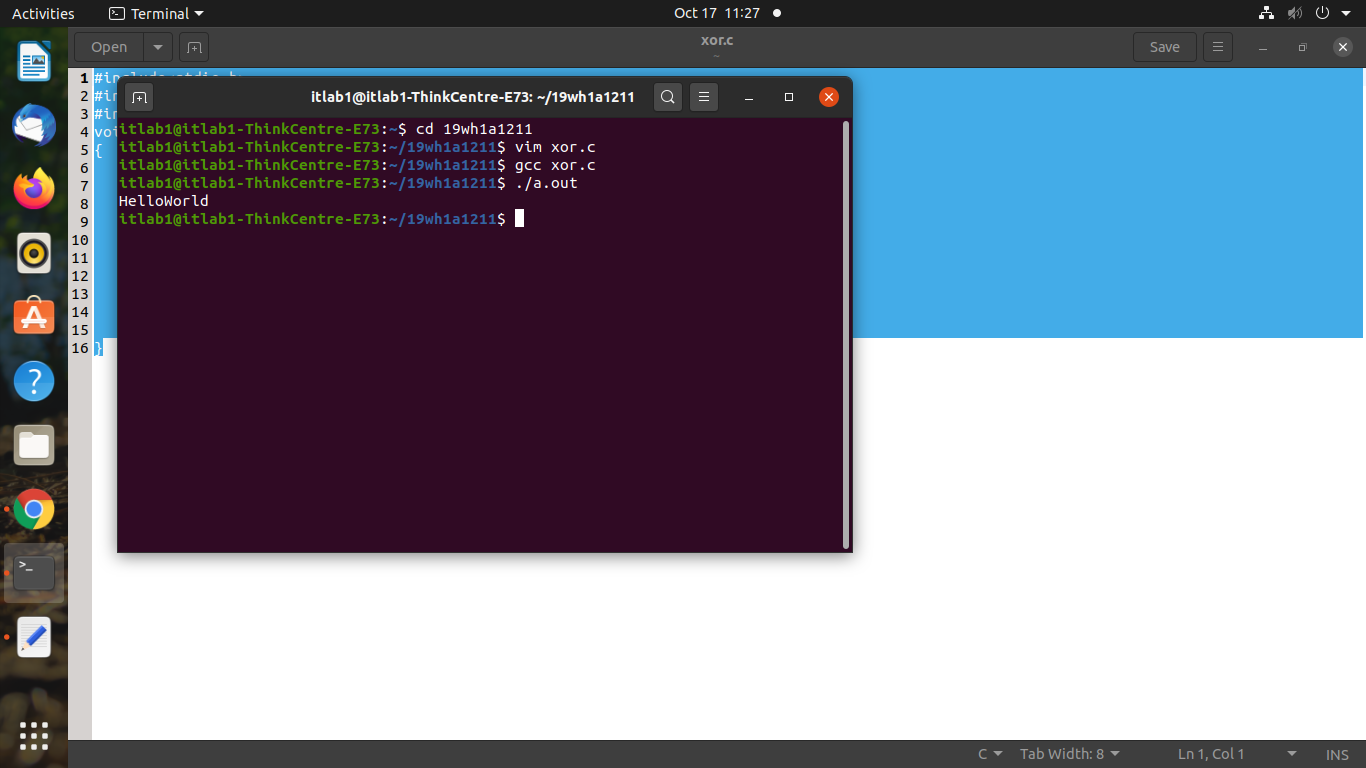 Activities Terminal Oct 17 11:27
Open xor.c Save
~
itlab1@itlab1-ThinkCentre-E73: ~/19wh1a1211
1 #include
2 #in
3 #in
4 voi
5 {
6
7
8
9
10
11
12
13
14
15
16 }
itlab1@itlab1-ThinkCentre-E73:~$ cd 19wh1a1211
itlab1@itlab1-ThinkCentre-E73:~/19wh1a1211$ vim xor.c
itlab1@itlab1-ThinkCentre-E73:~/19wh1a1211$ gcc xor.c
itlab1@itlab1-ThinkCentre-E73:~/19wh1a1211$ ./a.out
HelloWorld
itlab1@itlab1-ThinkCentre-E73:~/19wh1a1211$
C Tab Width: 8 Ln 1, Col 1 INS